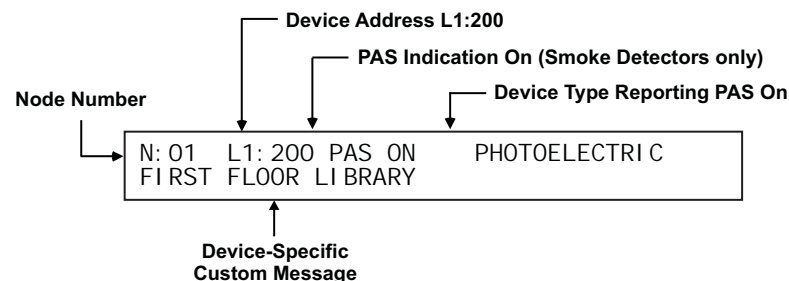 Device Address L1:200
PAS Indication On (Smoke Detectors only)
Node Number
Device Type Reporting PAS On
N:01 L1:200 PAS ON PHOTOELECTRIC
FIRST FLOOR LIBRARY
Device-Specific
Custom Message